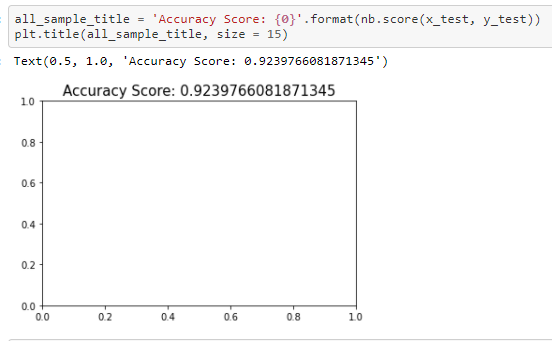 all_sample_title = 'Accuracy Score: {0}'.format(nb.score(x_test, y_test))
plt.title(all_sample_title, size = 15)
Text(0.5, 1.0, 'Accuracy Score: 0.9239766081871345')
Accuracy Score: 0.9239766081871345
1.0
0.8
0.6
0.4
0.2
0.0
0.0 0.2 0.4 0.6 0.8 1.0